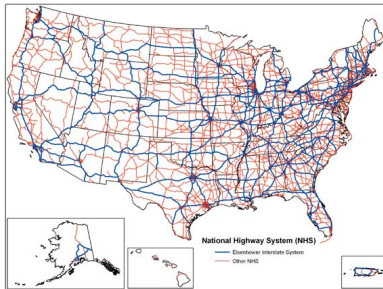 National Highway System (NHS)
Eisenhower Interstate System
Other NHS